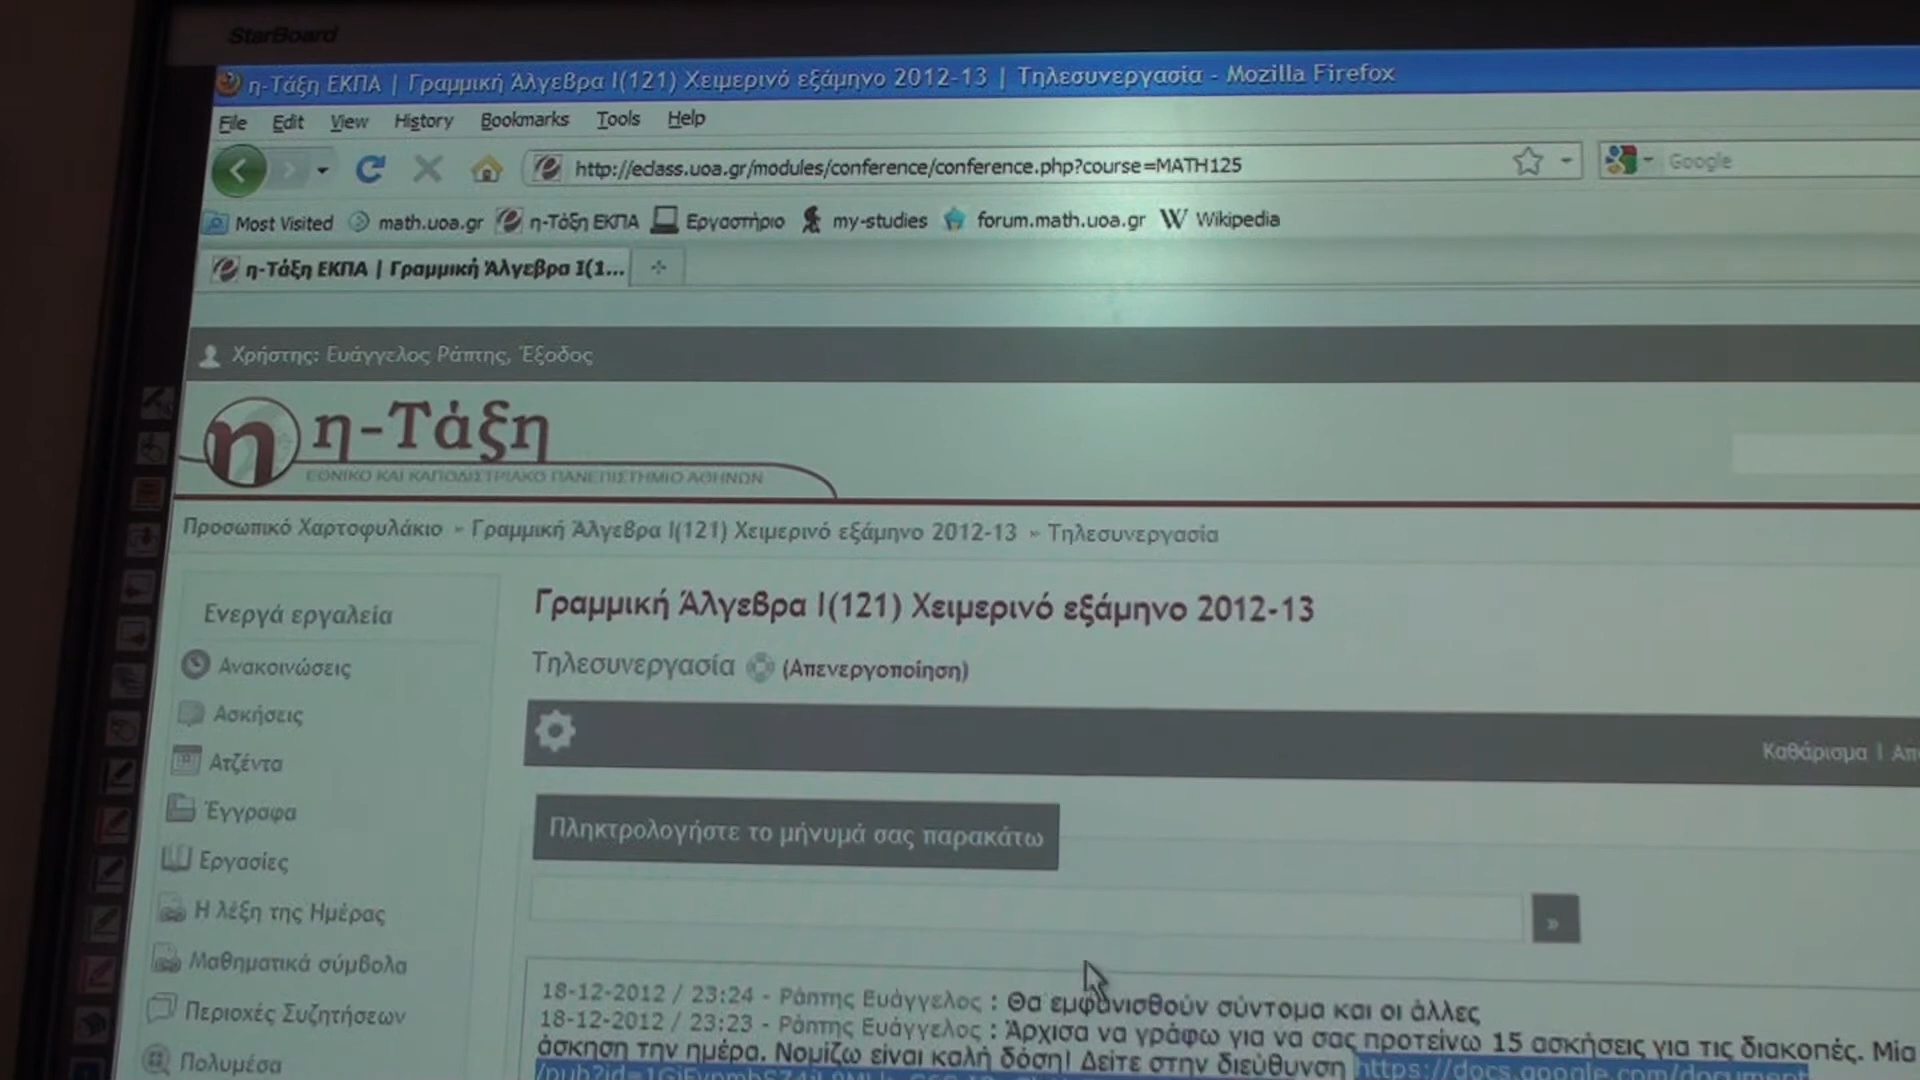 StarBoard
η-Τάξη ΕΚΠΑ | Γραμμική Άλγεβρα Ι(121) Χειμερινό εξάμηνο 2012-13 | Τηλεσυνεργασία - Mozilla Firefox
File Edit View History Bookmarks Tools Help
http://eclass.uoa.gr/modules/conference/conference.php?course=MATH125 Google
Most Visited math.uoa.gr η-Τάξη ΕΚΠΑ Εργαστήριο my-studies forum.math.uoa.gr W Wikipedia
η-Τάξη ΕΚΠΑ | Γραμμική Άλγεβρα Ι(1...
Χρήστης: Ευάγγελος Ράπτης, Έξοδος
η η-Τάξη
ΕΘΝΙΚΟ ΚΑΙ ΚΑΠΟΔΙΣΤΡΙΑΚΟ ΠΑΝΕΠΙΣΤΗΜΙΟ ΑΘΗΝΩΝ
Προσωπικό Χαρτοφυλάκιο » Γραμμική Άλγεβρα Ι(121) Χειμερινό εξάμηνο 2012-13 » Τηλεσυνεργασία
Ενεργά εργαλεία
Ανακοινώσεις
Ασκήσεις
Ατζέντα
Έγγραφα
Εργασίες
Η λέξη της Ημέρας
Μαθηματικά σύμβολα
Περιοχές Συζητήσεων
Πολυμέσα
Γραμμική Άλγεβρα Ι(121) Χειμερινό εξάμηνο 2012-13
Τηλεσυνεργασία (Απενεργοποίηση)
Καθάρισμα |
Πληκτρολογήστε το μήνυμά σας παρακάτω
»
18-12-2012 / 23:24 - Ράπτης Ευάγγελος : Θα εμφανισθούν σύντομα και οι άλλες
18-12-2012 / 23:23 - Ράπτης Ευάγγελος : Άρχισα να γράφω για να σας προτείνω 15 ασκήσεις για τις διακοπές. Μία
άσκηση την ημέρα. Νομίζω είναι καλή δόση! Δείτε στην διεύθυνση https://docs.google.com/document